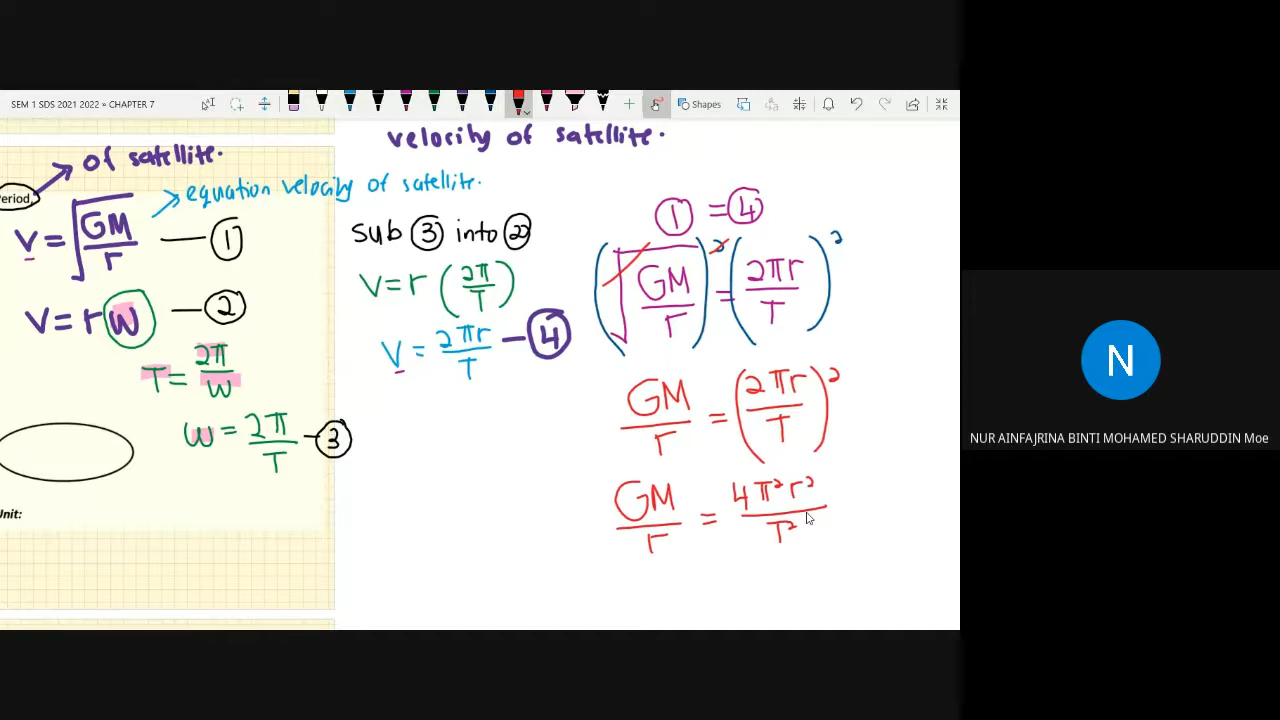 SEM 1 SDS 2021 2022 » CHAPTER 7
Shapes
of satellite.
Period,
equation velocity of satellite.
v = √(GM/r) — ①
v = rω — ②
T = 2π/ω
ω = 2π/T — ③
Unit:
velocity of satellite.
sub ③ into ②
v = r (2π/T)
v = 2πr/T — ④
① = ④
(√(GM/r))² = (2πr/T)²
GM/r = (2πr/T)²
GM/r = 4π²r²/T²
N
NUR AINFAJRINA BINTI MOHAMED SHARUDDIN Moe